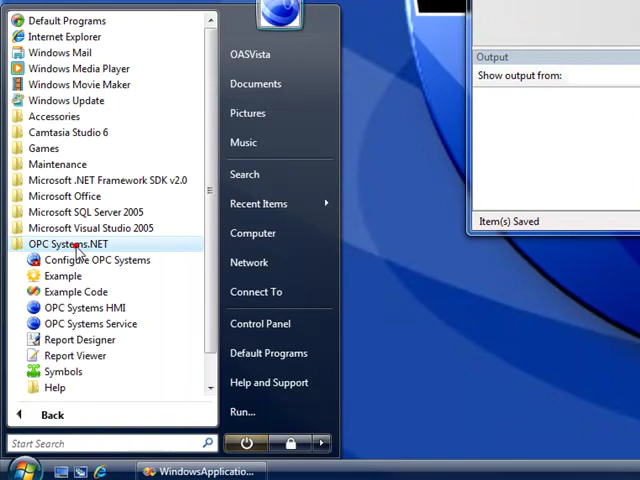 Default Programs
Internet Explorer
Windows Mail
Windows Media Player
Windows Movie Maker
Windows Update
Accessories
Camtasia Studio 6
Games
Maintenance
Microsoft .NET Framework SDK v2.0
Microsoft Office
Microsoft SQL Server 2005
Microsoft Visual Studio 2005
OPC Systems.NET
Configure OPC Systems
Example
Example Code
OPC Systems HMI
OPC Systems Service
Report Designer
Report Viewer
Symbols
Help
Back
Start Search
OASVista
Documents
Pictures
Music
Search
Recent Items
Computer
Network
Connect To
Control Panel
Default Programs
Help and Support
Run...
Output
Show output from:
Item(s) Saved
WindowsApplicatio...